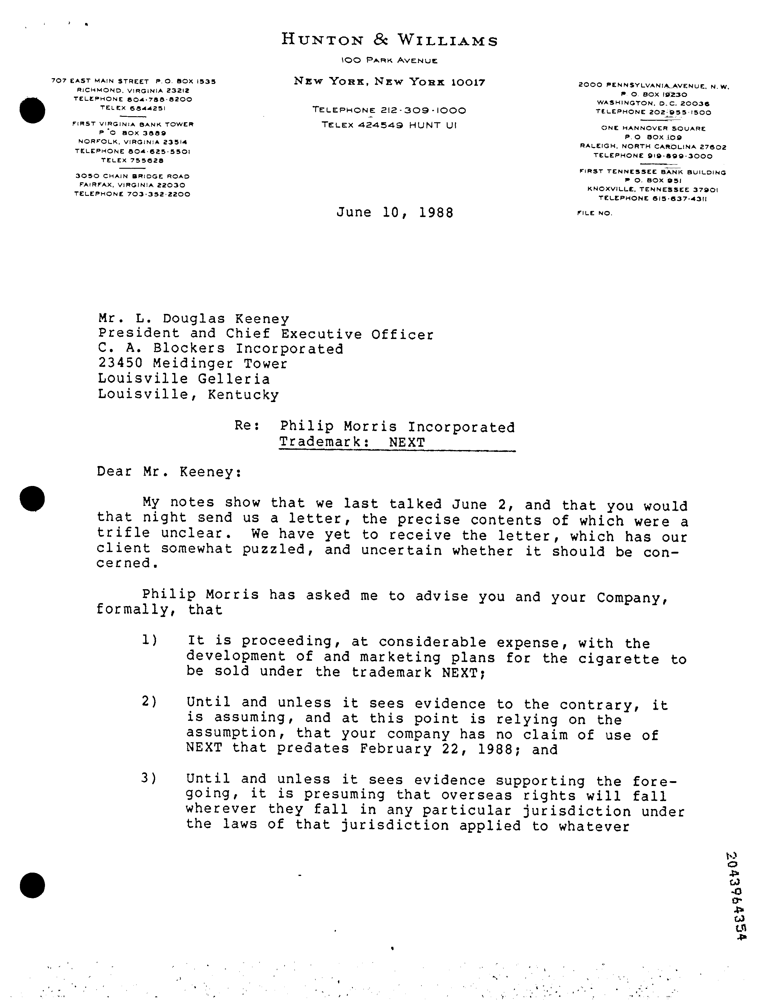 HUNTON & WILLIAMS
100 PARK AVENUE
NEW YORK, NEW YORK 10017
TELEPHONE 212-309-1000
TELEX 424549 HUNT UI
707 EAST MAIN STREET P.O. BOX 1535
RICHMOND, VIRGINIA 23212
TELEPHONE 804-788-8200
TELEX 6844251
FIRST VIRGINIA BANK TOWER
P O BOX 3889
NORFOLK, VIRGINIA 23514
TELEPHONE 804-625-5501
TELEX 755628
3050 CHAIN BRIDGE ROAD
FAIRFAX, VIRGINIA 22030
TELEPHONE 703-352-2200
2000 PENNSYLVANIA AVENUE, N. W.
P O. BOX 19230
WASHINGTON, D. C. 20036
TELEPHONE 202-955-1500
ONE HANNOVER SQUARE
P. O BOX 109
RALEIGH, NORTH CAROLINA 27602
TELEPHONE 919-899-3000
FIRST TENNESSEE BANK BUILDING
P O. BOX 951
KNOXVILLE, TENNESSEE 37901
TELEPHONE 615-637-4311
FILE NO.
June 10, 1988
Mr. L. Douglas Keeney
President and Chief Executive Officer
C. A. Blockers Incorporated
23450 Meidinger Tower
Louisville Gelleria
Louisville, Kentucky
Re: Philip Morris Incorporated
Trademark: NEXT
Dear Mr. Keeney:
My notes show that we last talked June 2, and that you would
that night send us a letter, the precise contents of which were a
trifle unclear. We have yet to receive the letter, which has our
client somewhat puzzled, and uncertain whether it should be con-
cerned.
Philip Morris has asked me to advise you and your Company,
formally, that
1) It is proceeding, at considerable expense, with the
development of and marketing plans for the cigarette to
be sold under the trademark NEXT;
2) Until and unless it sees evidence to the contrary, it
is assuming, and at this point is relying on the
assumption, that your company has no claim of use of
NEXT that predates February 22, 1988; and
3) Until and unless it sees evidence supporting the fore-
going, it is presuming that overseas rights will fall
wherever they fall in any particular jurisdiction under
the laws of that jurisdiction applied to whatever
2043964354